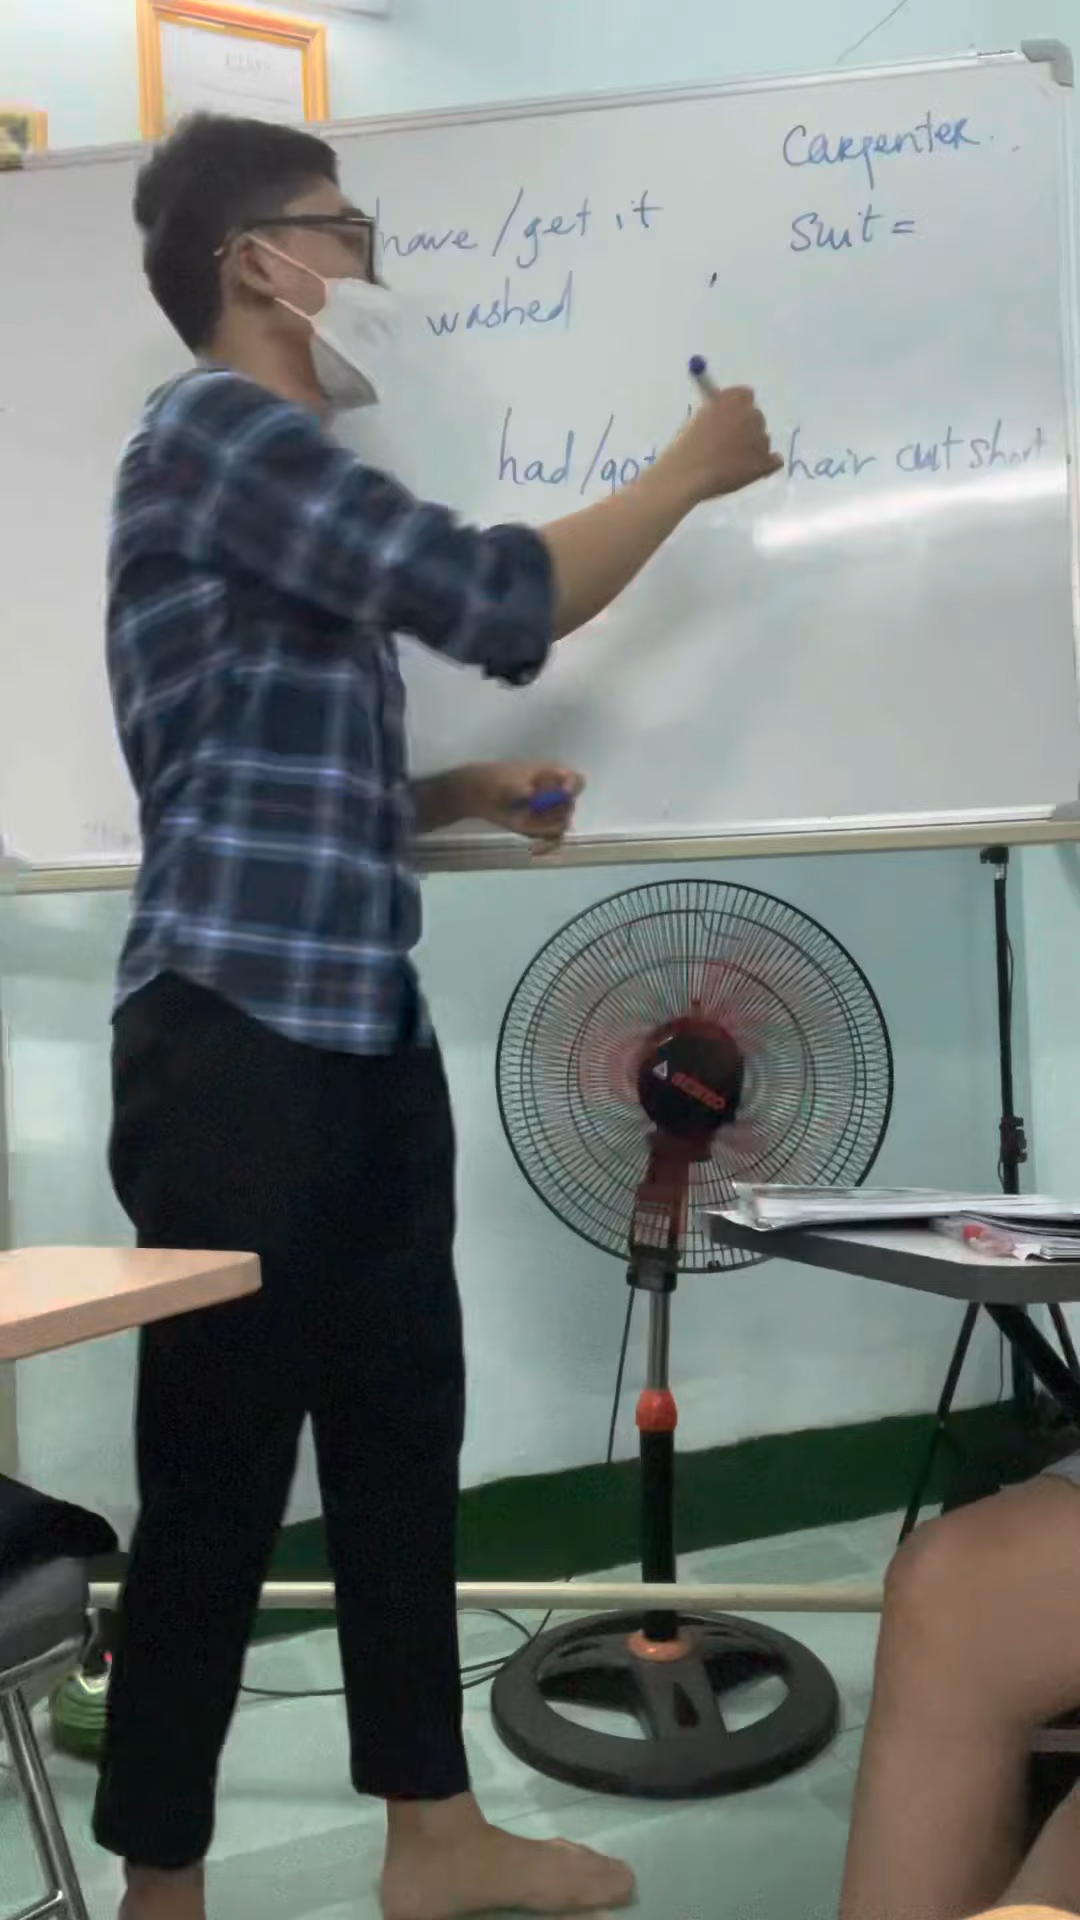 Carpenter.
Suit =
have / get it
washed
had / got hair cut short